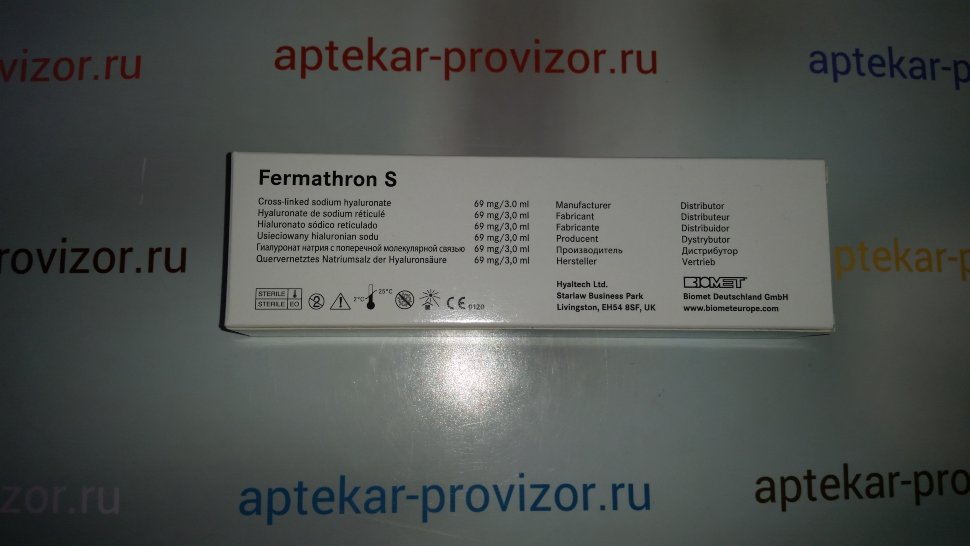 vizor.ru
aptekar-provizor.ru
aptekar-p
Fermathron S
Cross-linked sodium hyaluronate 69 mg/3.0 ml
Hyaluronate de sodium réticulé 69 mg/3,0 ml
Hialuronato sódico reticulado 69 mg/3,0 ml
Usieciowany hialuronian sodu 69 mg/3,0 ml
Гиалуронат натрия с поперечной молекулярной связью 69 mg/3,0 ml
Quervernetztes Natriumsalz der Hyaluronsäure 69 mg/3,0 ml
Manufacturer
Fabricant
Fabricante
Producent
Производитель
Hersteller
Distributor
Distributeur
Distribuidor
Dystrybutor
Дистрибутор
Vertrieb
STERILE
STERILE EO
2
2°C
25°C
CE 0120
Hyaltech Ltd.
Starlaw Business Park
Livingston, EH54 8SF, UK
BIOMET
Biomet Deutschland GmbH
www.biometeurope.com
rovizor.ru
ptekar-p
zor.ru
aptekar-provizor.ru
aptekar-pro